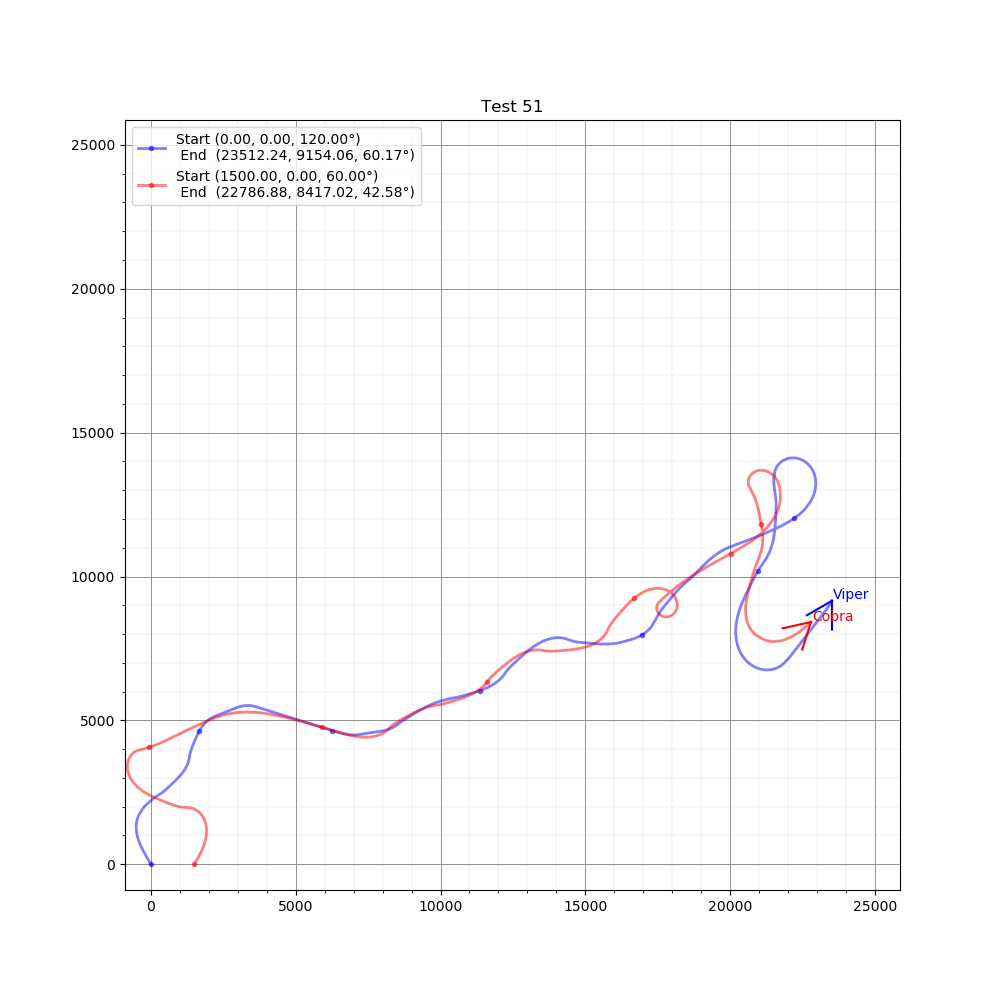 Test 51
Start (0.00, 0.00, 120.00°)
End (23512.24, 9154.06, 60.17°)
Start (1500.00, 0.00, 60.00°)
End (22786.88, 8417.02, 42.58°)
25000
20000
15000
10000
5000
0
Viper
Cobra
0 5000 10000 15000 20000 25000